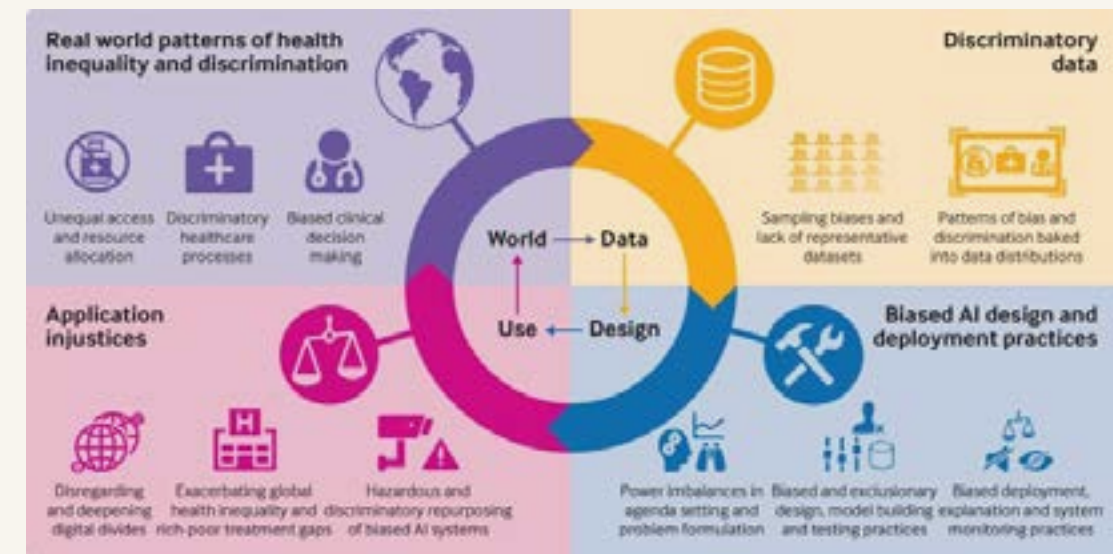 Real world patterns of health
inequality and discrimination
Unequal access
and resource
allocation
Discriminatory
healthcare
processes
Biased clinical
decision
making
Discriminatory
data
Sampling biases and
lack of representative
datasets
Patterns of bias and
discrimination baked
into data distributions
World
Data
Use
Design
Application
injustices
Disregarding
and deepening
digital divides
Exacerbating global
health inequality and
rich-poor treatment gaps
Hazardous and
discriminatory repurposing
of biased AI systems
Biased AI design and
deployment practices
Power imbalances in
agenda setting and
problem formulation
Biased and exclusionary
design, model building
and testing practices
Biased deployment,
explanation and system
monitoring practices
H